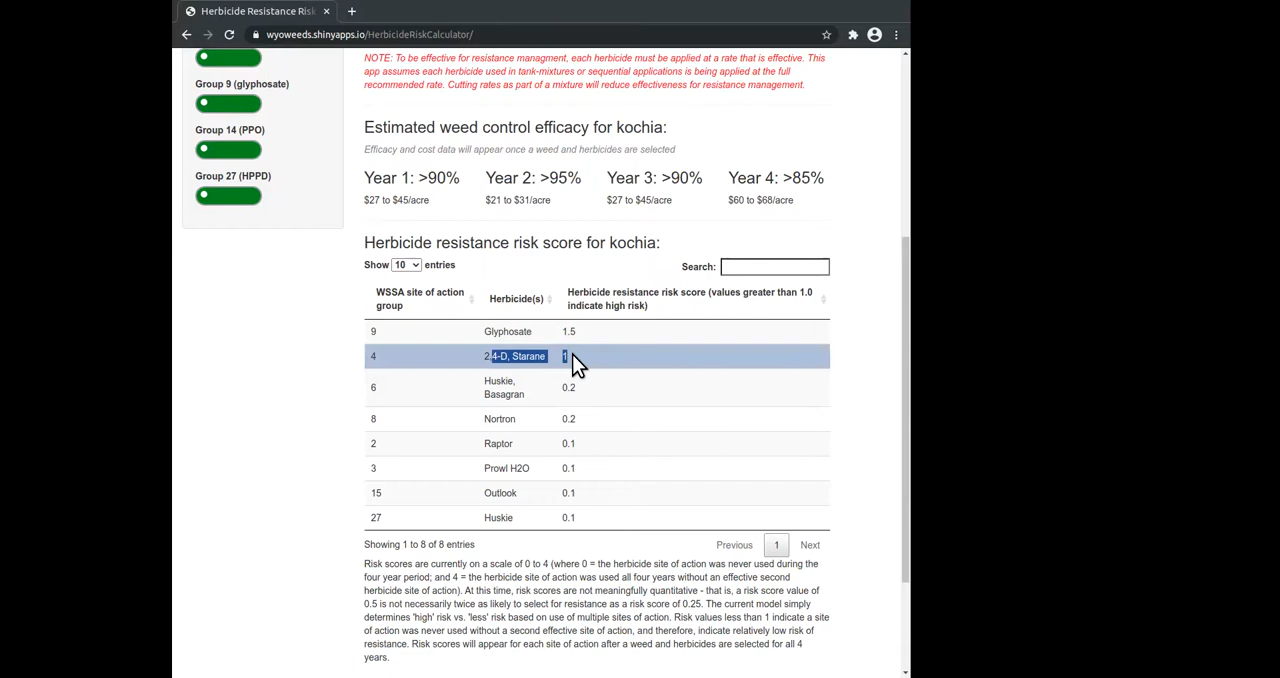 Herbicide Resistance Ris
wyoweeds.shinyapps.io/HerbicideRiskCalculator/
Group 9 (glyphosate)
Group 14 (PPO)
Group 27 (HPPD)
NOTE: To be effective for resistance managment, each herbicide must be applied at a rate that is effective. This
app assumes each herbicide used in tank-mixtures or sequential applications is being applied at the full
recommended rate. Cutting rates as part of a mixture will reduce effectiveness for resistance management.
Estimated weed control efficacy for kochia:
Efficacy and cost data will appear once a weed and herbicides are selected
Year 1: >90% Year 2: >95% Year 3: >90% Year 4: >85%
$27 to $45/acre $21 to $31/acre $27 to $45/acre $60 to $68/acre
Herbicide resistance risk score for kochia:
Show 10 entries Search:
WSSA site of action group Herbicide(s) Herbicide resistance risk score (values greater than 1.0 indicate high risk)
9 Glyphosate 1.5
4 2,4-D, Starane 1
6 Huskie, Basagran 0.2
8 Nortron 0.2
2 Raptor 0.1
3 Prowl H2O 0.1
15 Outlook 0.1
27 Huskie 0.1
Showing 1 to 8 of 8 entries Previous 1 Next
Risk scores are currently on a scale of 0 to 4 (where 0 = the herbicide site of action was never used during the
four year period; and 4 = the herbicide site of action was used all four years without an effective second
herbicide site of action). At this time, risk scores are not meaningfully quantitative - that is, a risk score value of
0.5 is not necessarily twice as likely to select for resistance as a risk score of 0.25. The current model simply
determines 'high' risk vs. 'less' risk based on use of multiple sites of action. Risk values less than 1 indicate a site
of action was never used without a second effective site of action, and therefore, indicate relatively low risk of
resistance. Risk scores will appear for each site of action after a weed and herbicides are selected for all 4
years.